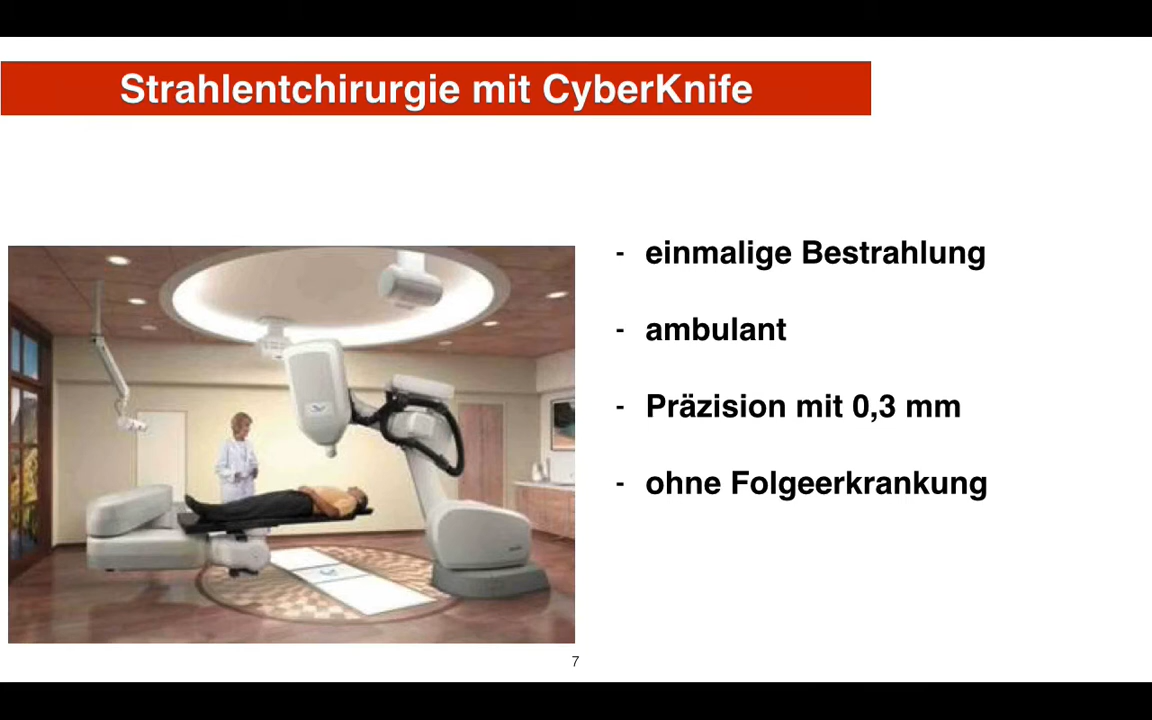 Strahlentchirurgie mit CyberKnife
- einmalige Bestrahlung
- ambulant
- Präzision mit 0,3 mm
- ohne Folgeerkrankung
7